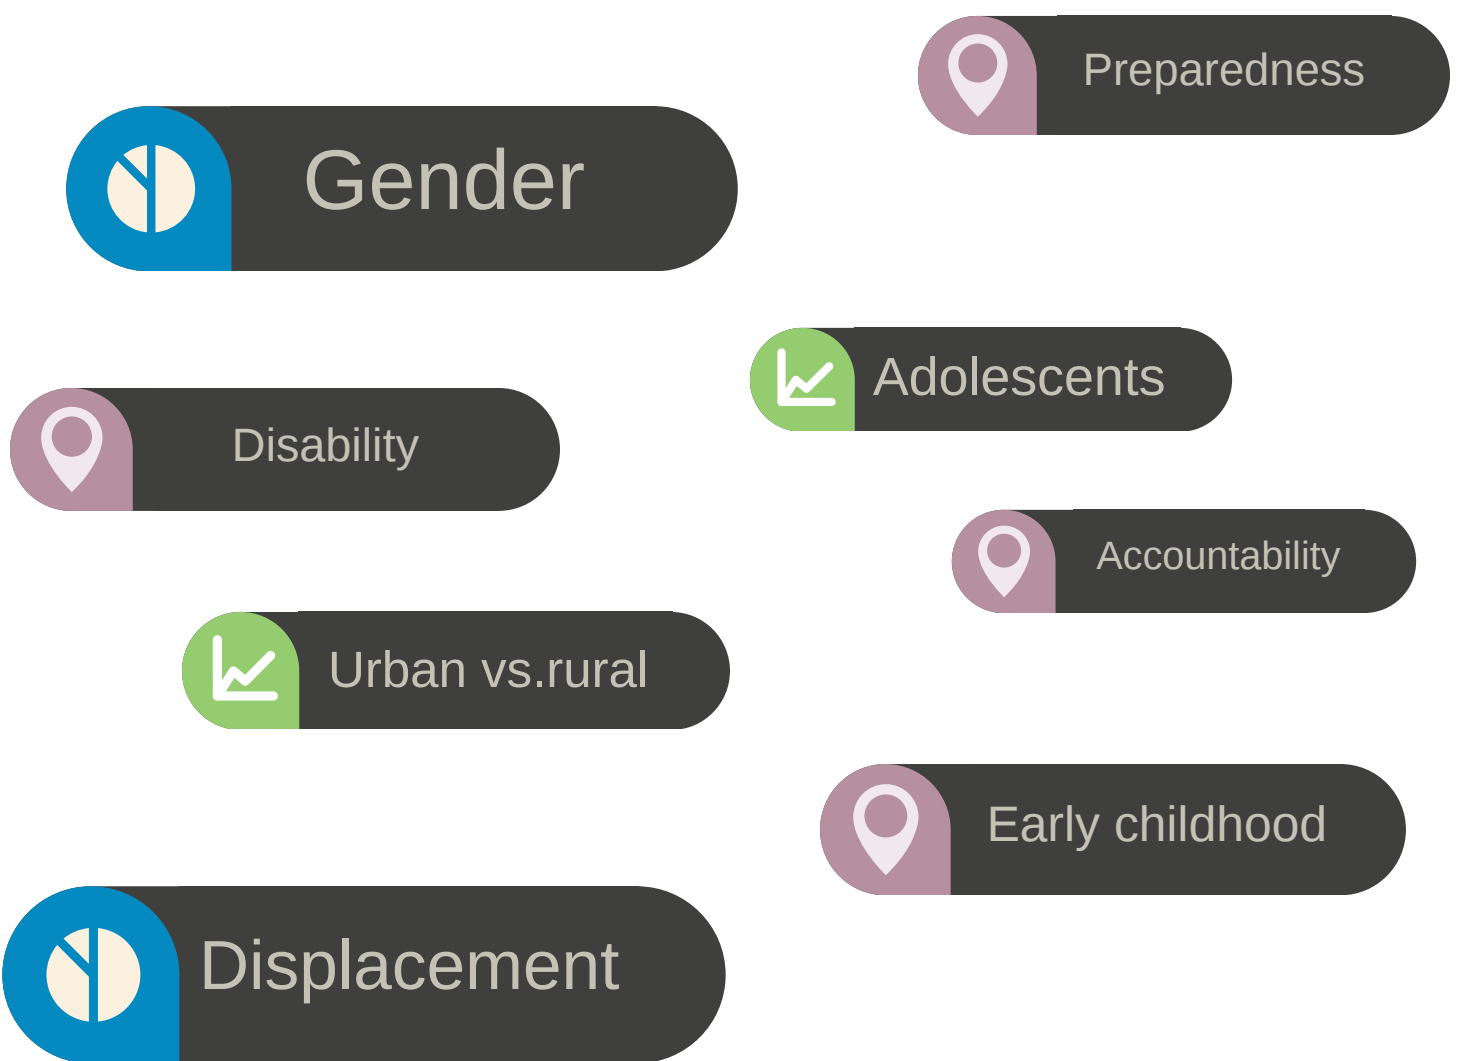 Preparedness
Gender
Adolescents
Disability
Accountability
Urban vs.rural
Early childhood
Displacement